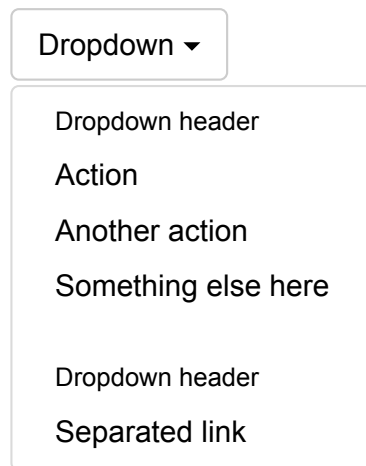 Dropdown
Dropdown header
Action
Another action
Something else here
Dropdown header
Separated link